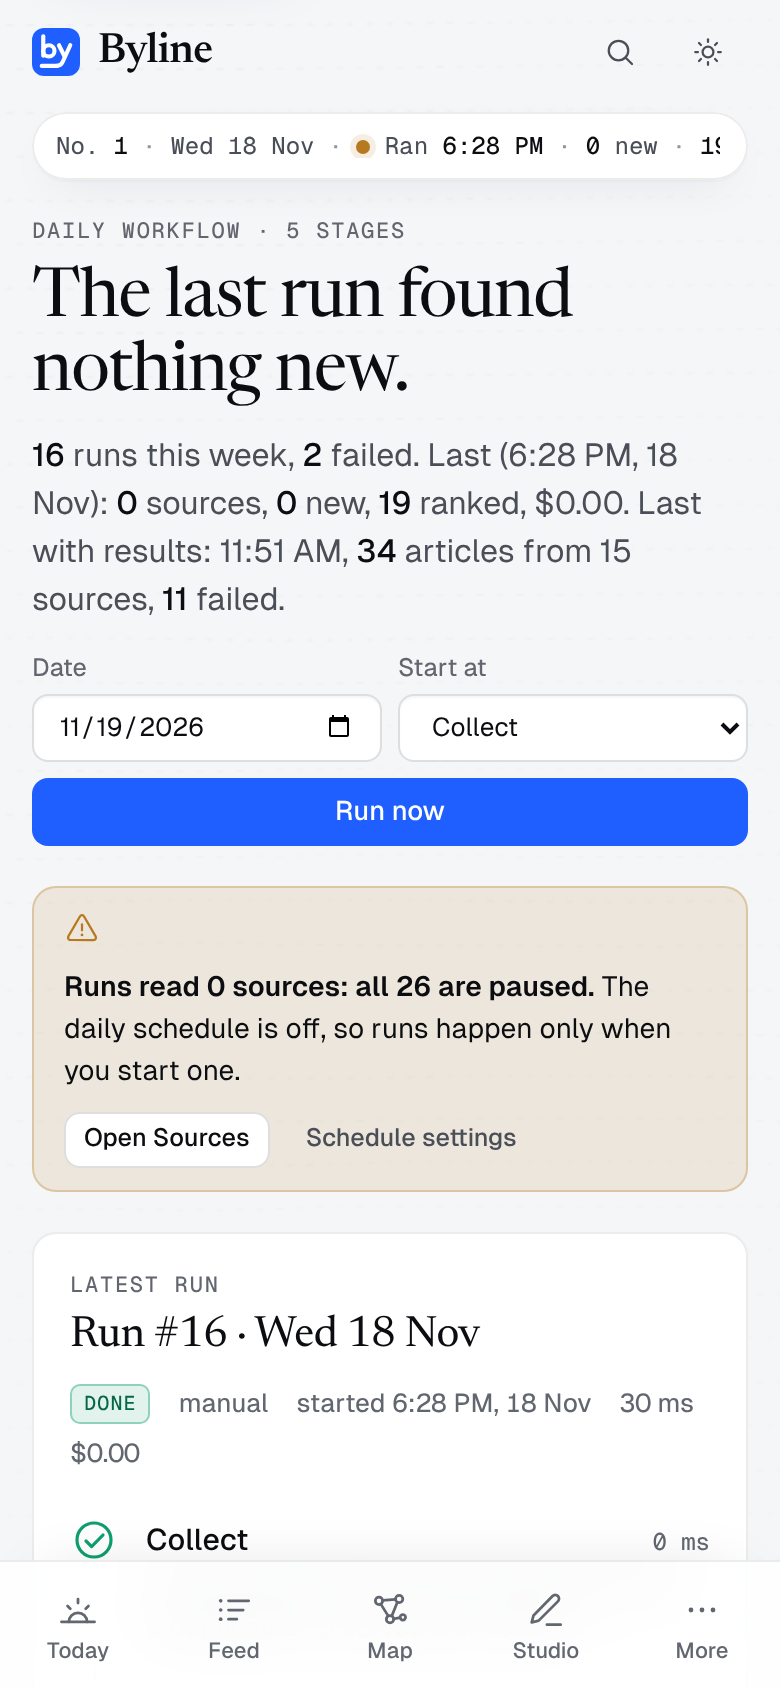 by Byline
No. 1 · Wed 18 Nov · Ran 6:28 PM · 0 new · 19
DAILY WORKFLOW · 5 STAGES
The last run found
nothing new.
16 runs this week, 2 failed. Last (6:28 PM, 18
Nov): 0 sources, 0 new, 19 ranked, $0.00. Last
with results: 11:51 AM, 34 articles from 15
sources, 11 failed.
Date
Start at
11/19/2026
Collect
Run now
Runs read 0 sources: all 26 are paused. The
daily schedule is off, so runs happen only when
you start one.
Open Sources
Schedule settings
LATEST RUN
Run #16 · Wed 18 Nov
DONE manual started 6:28 PM, 18 Nov 30 ms
$0.00
Collect 0 ms
Today Feed Map Studio More